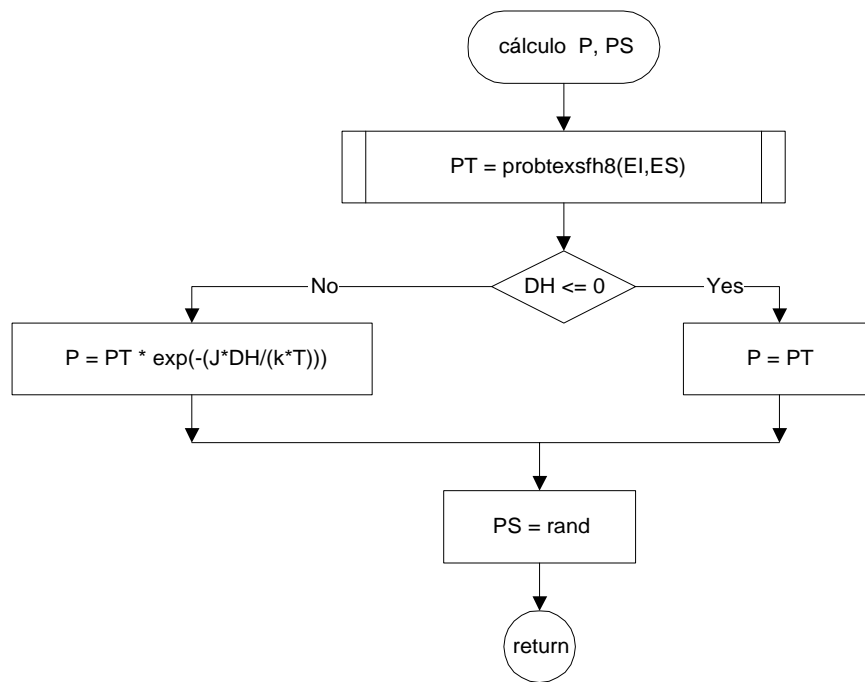 cálculo P, PS
PT = probtexsfh8(EI,ES)
DH <= 0
No
Yes
P = PT * exp(-(J*DH/(k*T)))
P = PT
PS = rand
return